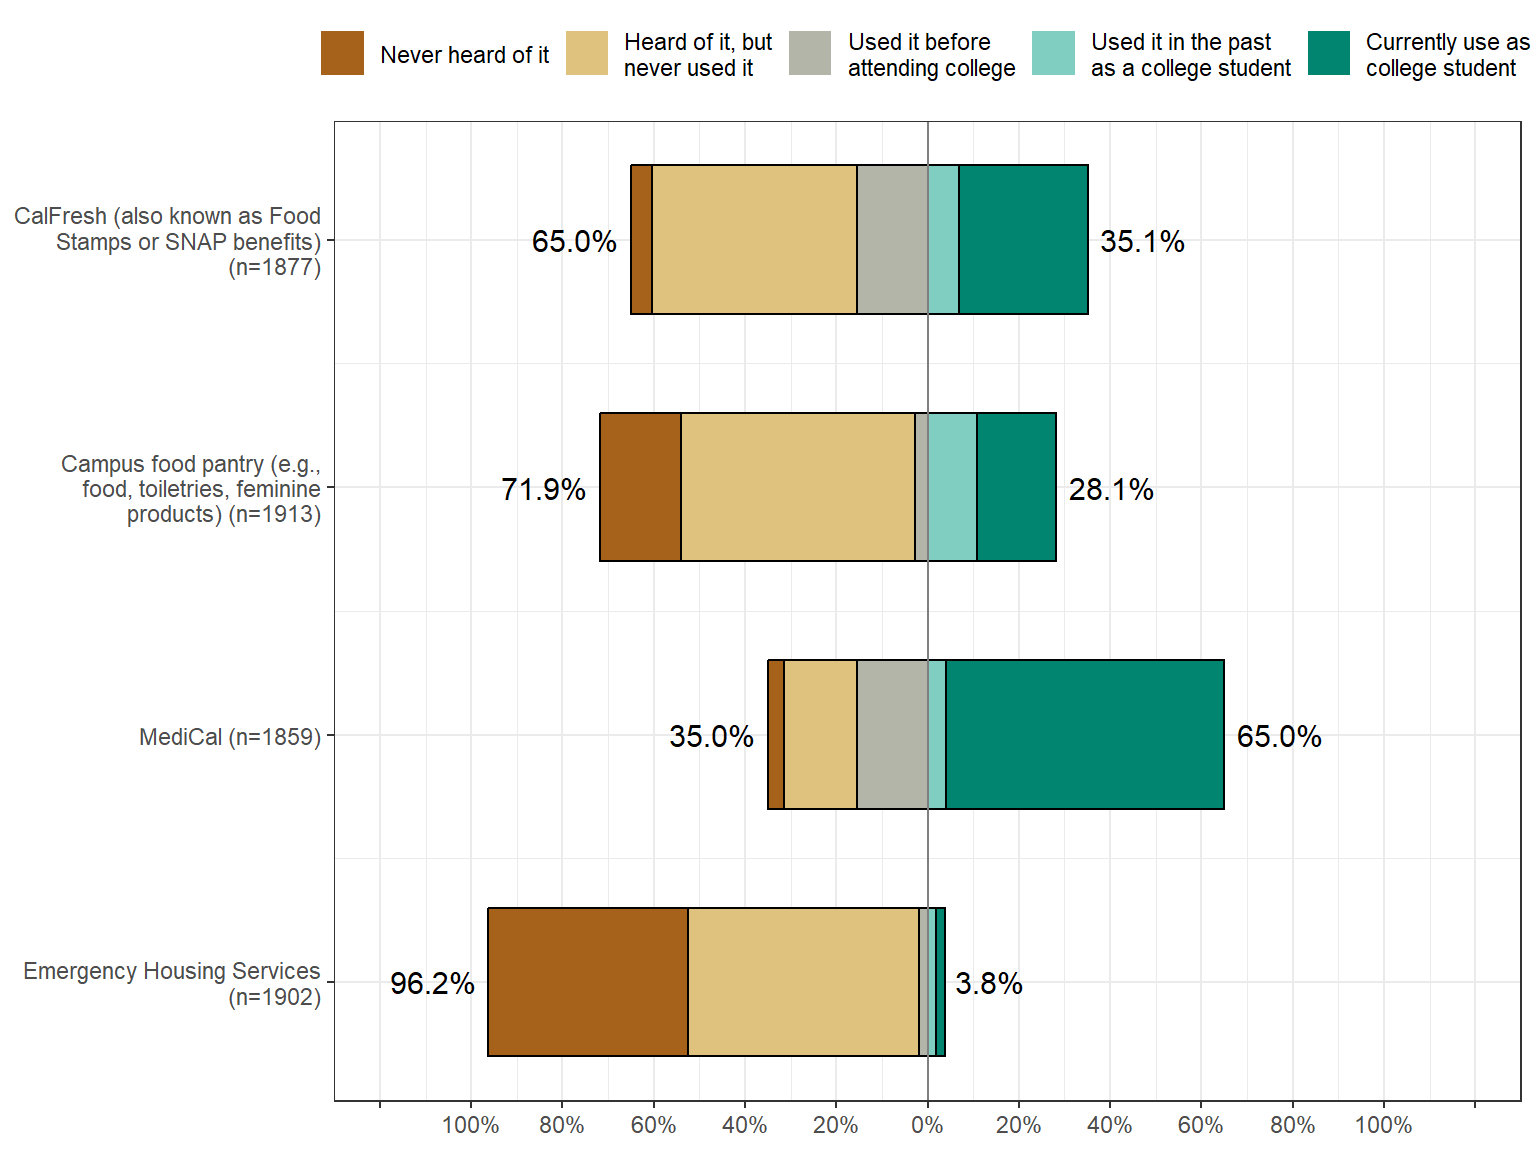 Never heard of it
Heard of it, but
never used it
Used it before
attending college
Used it in the past
as a college student
Currently use as
college student
CalFresh (also known as Food
Stamps or SNAP benefits)
(n=1877)
65.0%
35.1%
Campus food pantry (e.g.,
food, toiletries, feminine
products) (n=1913)
71.9%
28.1%
MediCal (n=1859)
35.0%
65.0%
Emergency Housing Services
(n=1902)
96.2%
3.8%
100% 80% 60% 40% 20% 0% 20% 40% 60% 80% 100%